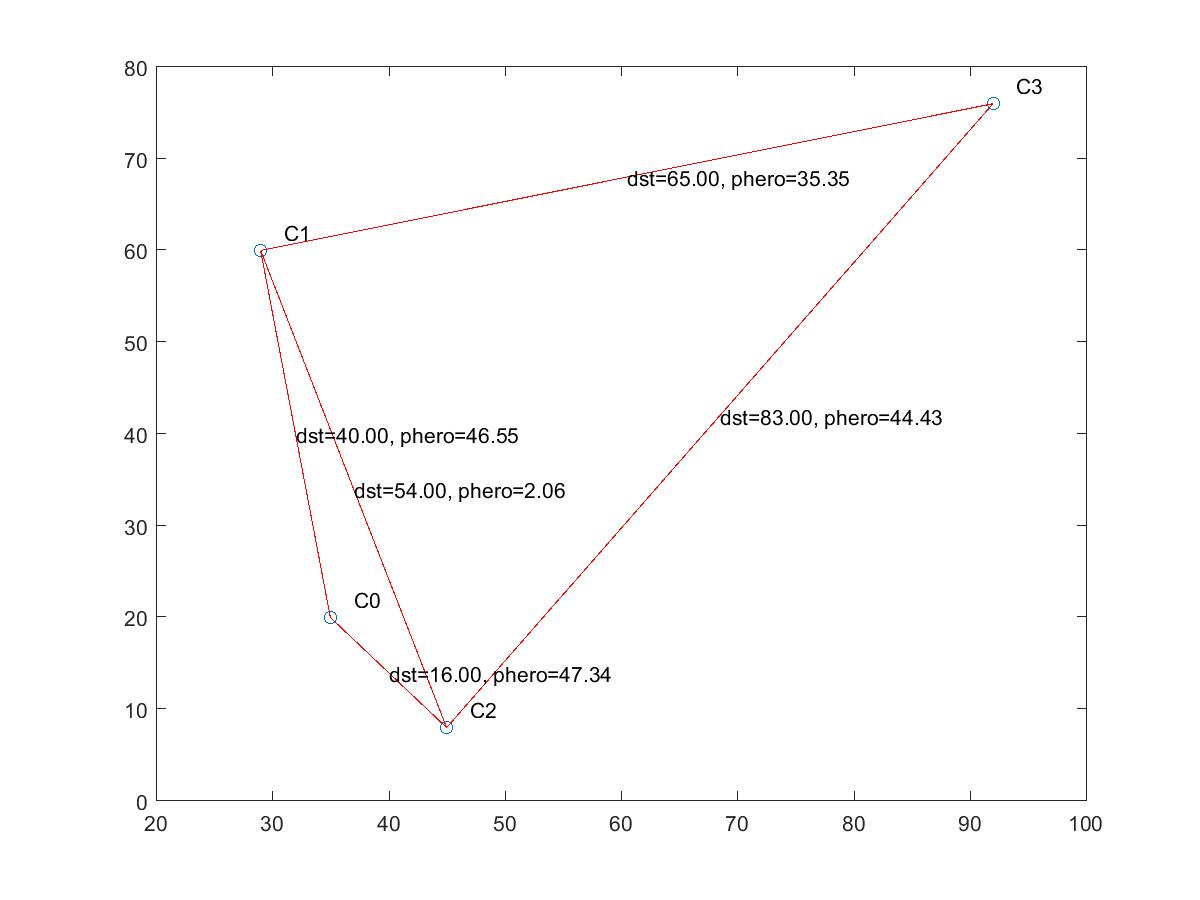 80
C3
70
dst=65.00, phero=35.35
C1
60
50
40
dst=40.00, phero=46.55
dst=83.00, phero=44.43
dst=54.00, phero=2.06
30
C0
20
dst=16.00, phero=47.34
10
C2
0
20 30 40 50 60 70 80 90 100